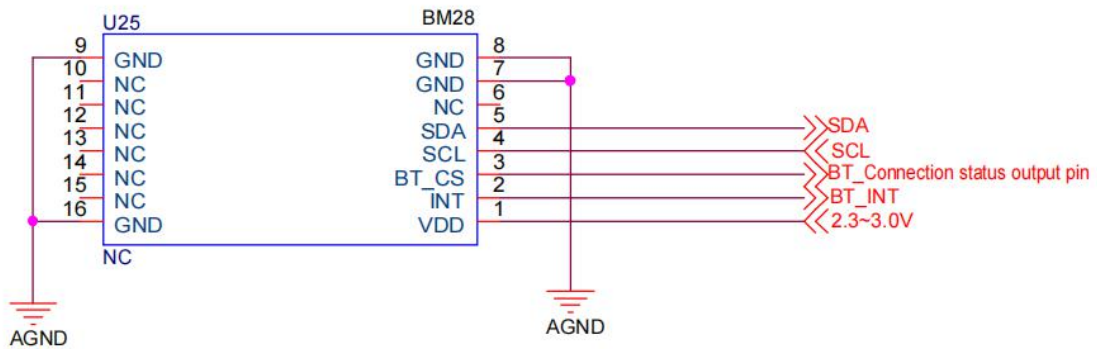 U25 BM28
9 GND GND 8
10 NC GND 7
11 NC NC 6
12 NC SDA 5 SDA
13 NC SCL 4 SCL
14 NC BT_CS 3 BT_Connection status output pin
15 NC INT 2 BT_INT
16 GND VDD 1 2.3~3.0V
NC
AGND AGND